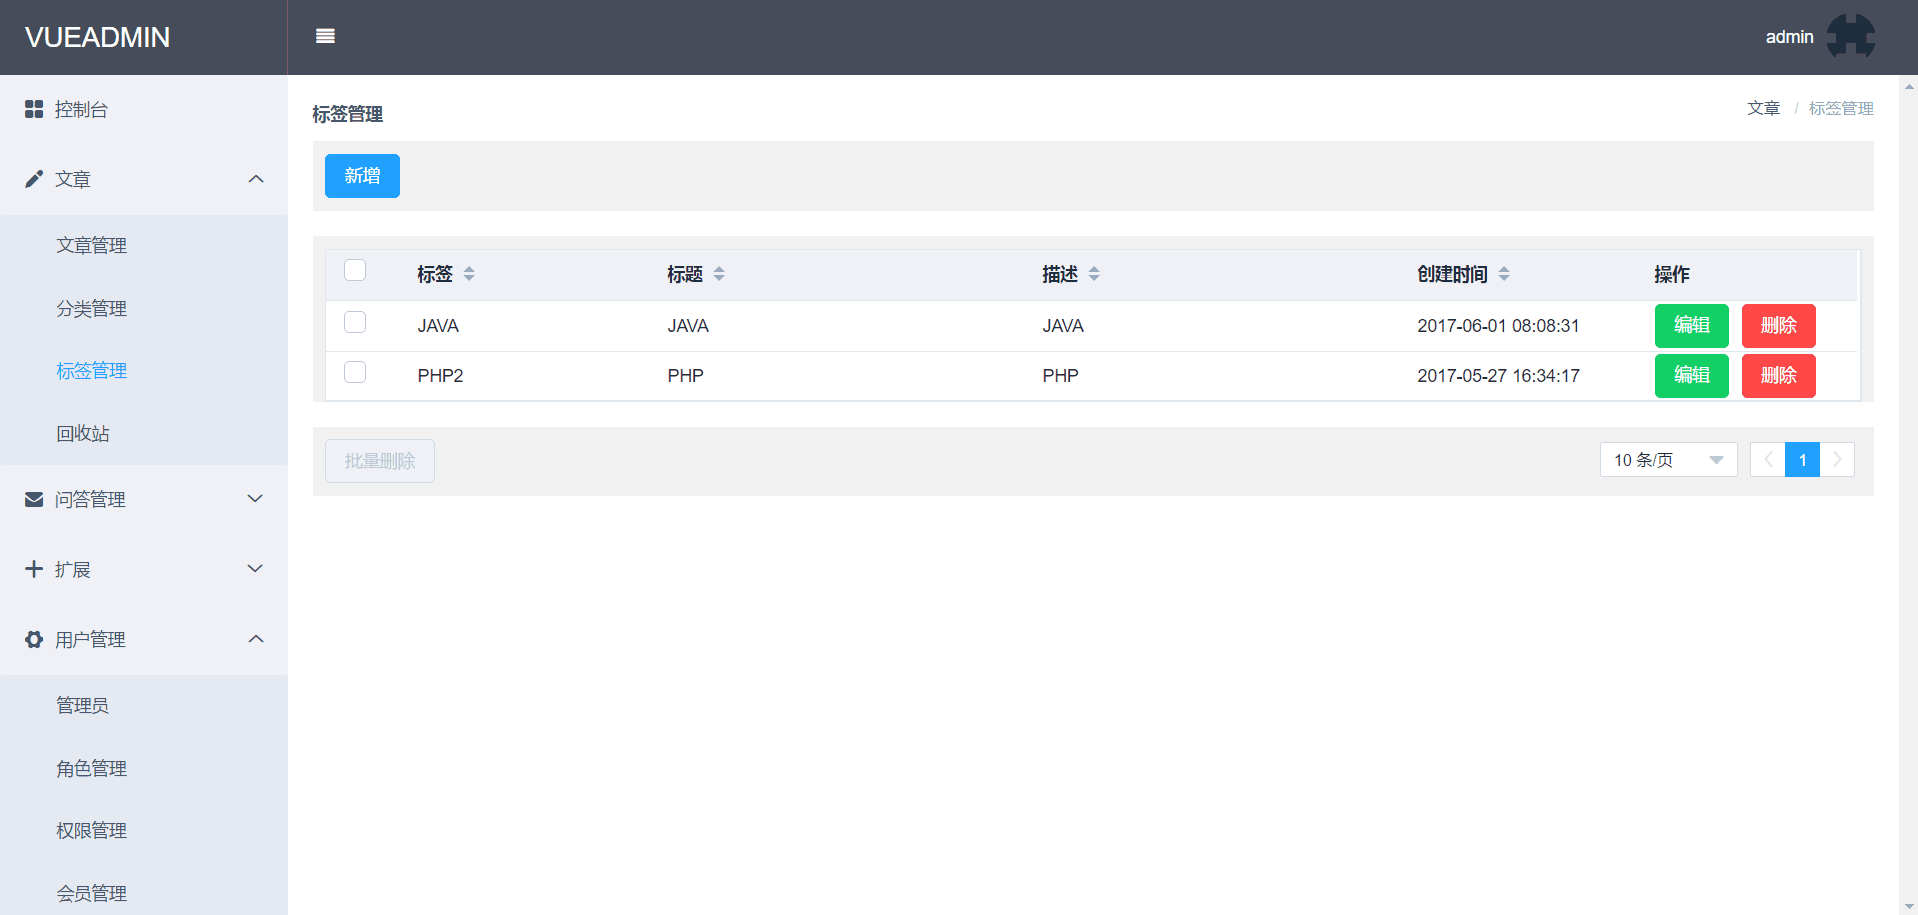 VUEADMIN
admin
控制台
文章
文章管理
分类管理
标签管理
回收站
问答管理
扩展
用户管理
管理员
角色管理
权限管理
会员管理
标签管理
文章 / 标签管理
新增
标签 标题 描述 创建时间 操作
JAVA JAVA JAVA 2017-06-01 08:08:31 编辑 删除
PHP2 PHP PHP 2017-05-27 16:34:17 编辑 删除
批量删除
10 条/页 1